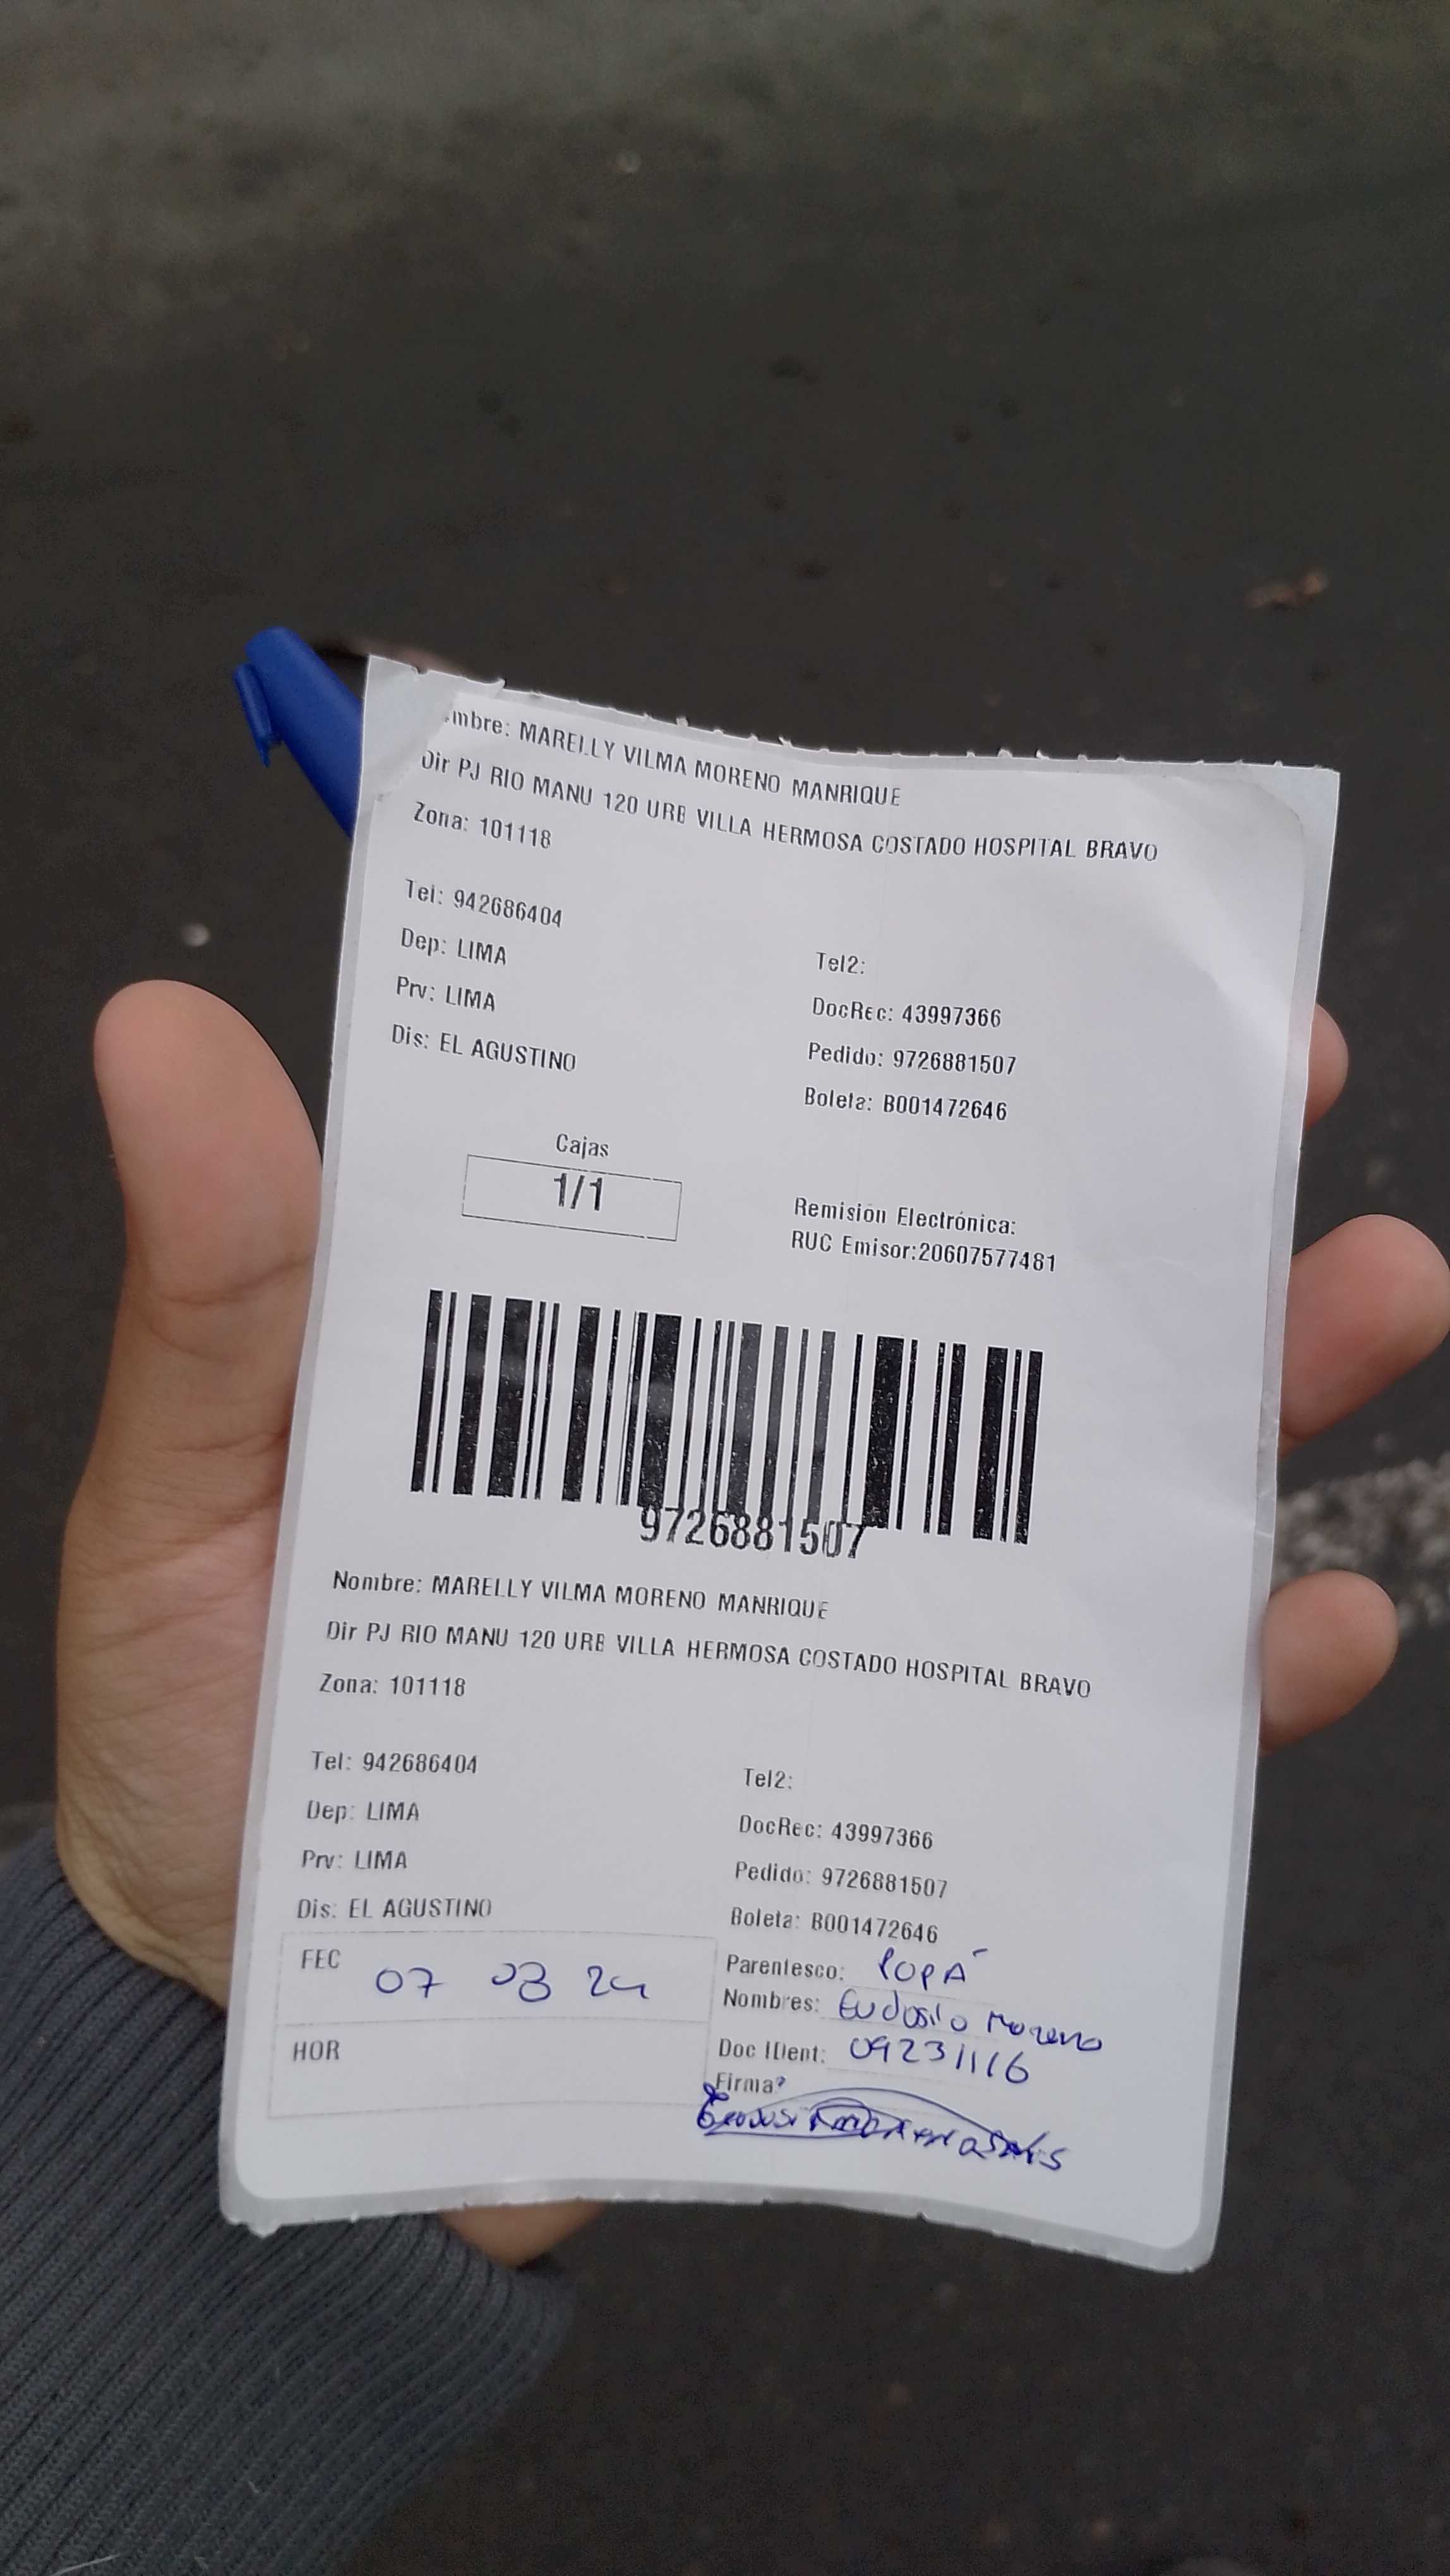 mbre: MARELLY VILMA MORENO MANRIQUE
Dir PJ RIO MANU 120 URB VILLA HERMOSA COSTADO HOSPITAL BRAVO
Zona: 101118
Tel: 942686404
Tel2:
Dep: LIMA
DocRec: 43997366
Prv: LIMA
Pedido: 9726881507
Dis: EL AGUSTINO
Boleta: B001472646
Cajas
1/1
Remisión Electrónica:
RUC Emisor:20607577481
9726881507
Nombre: MARELLY VILMA MORENO MANRIQUE
Dir PJ RIO MANU 120 URB VILLA HERMOSA COSTADO HOSPITAL BRAVO
Zona: 101118
Tel: 942686404
Tel2:
Dep: LIMA
DocRec: 43997366
Prv: LIMA
Pedido: 9726881507
Dis: EL AGUSTINO
Boleta: B001472646
FEC 07 03 24
Parentesco: PAPÁ
Nombres: Eudosio Moreno
HOR
Doc IDent: 09231116
Firma: